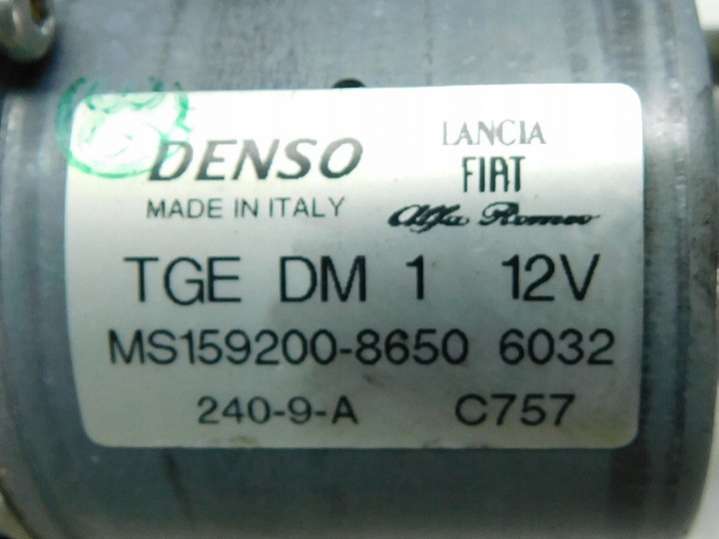 DENSO
MADE IN ITALY
LANCIA
FIAT
Alfa Romeo
TGE DM 1 12V
MS159200-8650 6032
240-9-A C757